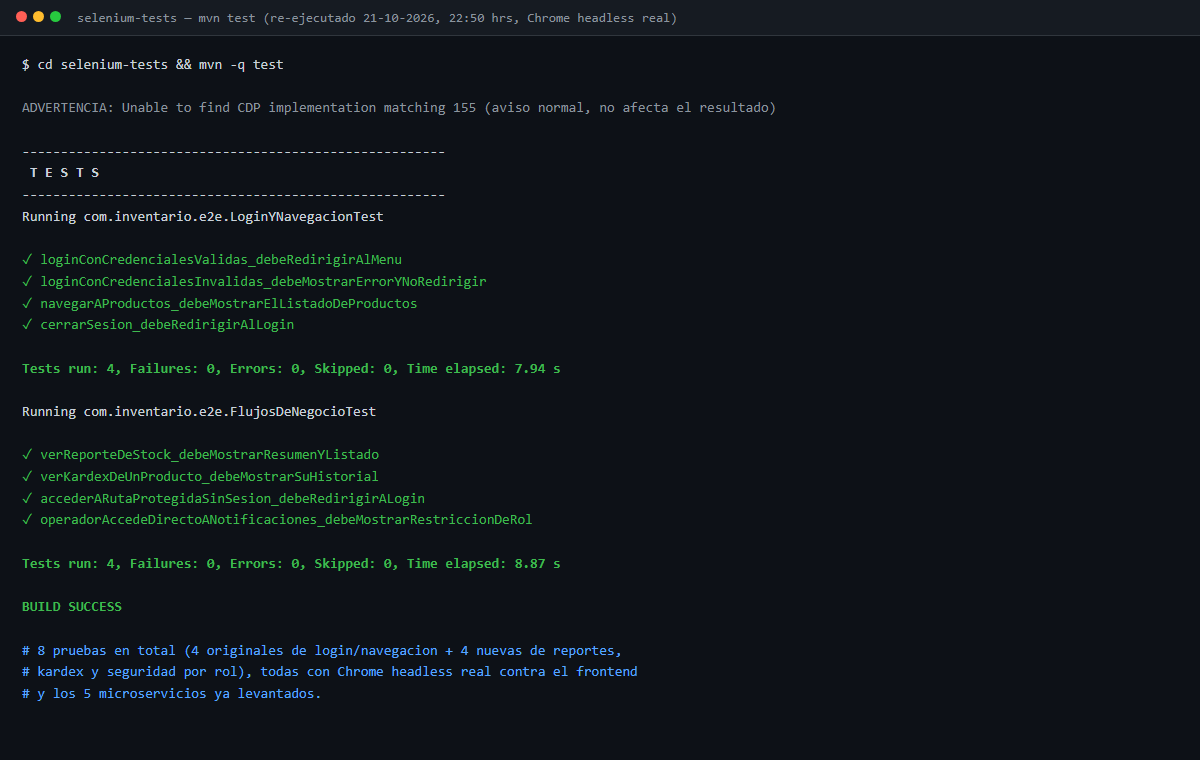 selenium-tests — mvn test (re-ejecutado 21-10-2026, 22:50 hrs, Chrome headless real)
$ cd selenium-tests && mvn -q test
ADVERTENCIA: Unable to find CDP implementation matching 155 (aviso normal, no afecta el resultado)
-------------------------------------------------------
T E S T S
-------------------------------------------------------
Running com.inventario.e2e.LoginYNavegacionTest
✓ loginConCredencialesValidas_debeRedirigirAlMenu
✓ loginConCredencialesInvalidas_debeMostrarErrorYNoRedirigir
✓ navegarAProductos_debeMostrarElListadoDeProductos
✓ cerrarSesion_debeRedirigirAlLogin
Tests run: 4, Failures: 0, Errors: 0, Skipped: 0, Time elapsed: 7.94 s
Running com.inventario.e2e.FlujosDeNegocioTest
✓ verReporteDeStock_debeMostrarResumenYListado
✓ verKardexDeUnProducto_debeMostrarSuHistorial
✓ accederARutaProtegidaSinSesion_debeRedirigirALogin
✓ operadorAccedeDirectoANotificaciones_debeMostrarRestriccionDeRol
Tests run: 4, Failures: 0, Errors: 0, Skipped: 0, Time elapsed: 8.87 s
BUILD SUCCESS
# 8 pruebas en total (4 originales de login/navegacion + 4 nuevas de reportes,
# kardex y seguridad por rol), todas con Chrome headless real contra el frontend
# y los 5 microservicios ya levantados.